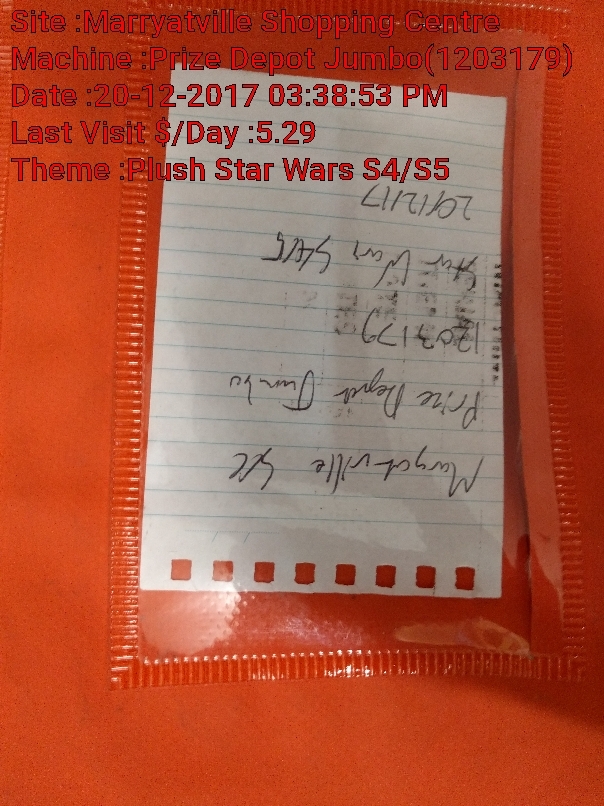 Site :Marryatville Shopping Centre
Machine :Prize Depot Jumbo(1203179)
Date :20-12-2017 03:38:53 PM
Last Visit $/Day :5.29
Theme :Plush Star Wars S4/S5
Maryatville S/C
Prize Depot Jumbo
1203179
Star Wars S4/5
20/12/17